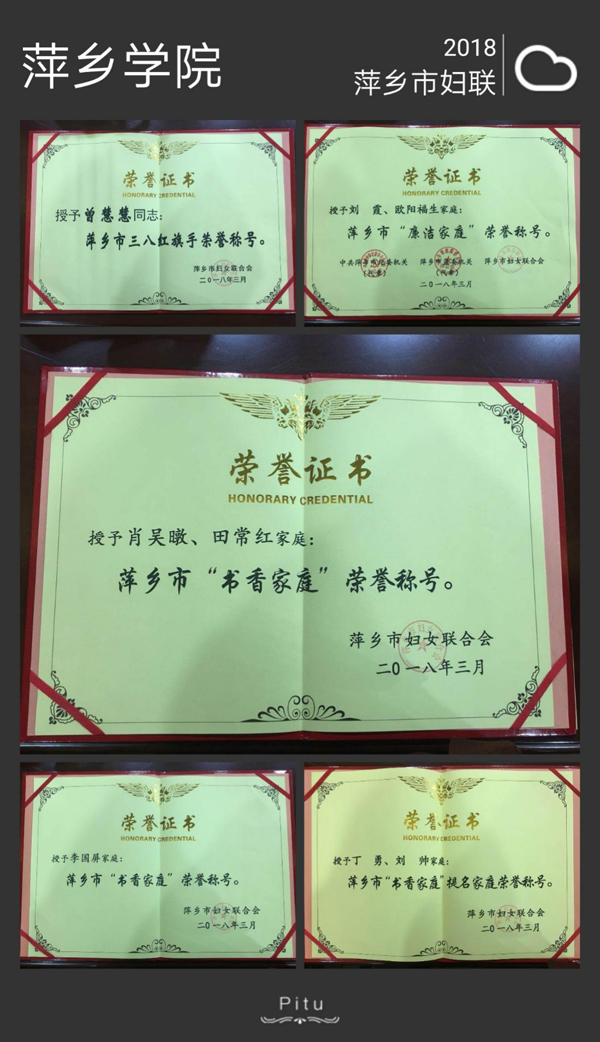 萍乡学院
2018
萍乡市妇联
荣誉证书
HONORARY CREDENTIAL
授予曾慧慧同志：
萍乡市三八红旗手荣誉称号。
萍乡市妇女联合会
二〇一八年三月
荣誉证书
HONORARY CREDENTIAL
授予刘 霞、欧阳福生家庭：
萍乡市“廉洁家庭”荣誉称号。
萍乡市妇女联合会
(代章)
(代章)
二〇一八年三月
荣誉证书
HONORARY CREDENTIAL
授予肖吴暾、田常红家庭：
萍乡市“书香家庭”荣誉称号。
萍乡市妇女联合会
二〇一八年三月
荣誉证书
HONORARY CREDENTIAL
授予李国屏家庭：
萍乡市“书香家庭”荣誉称号。
萍乡市妇女联合会
二〇一八年三月
荣誉证书
HONORARY CREDENTIAL
授予丁 勇、刘 帅家庭：
萍乡市“书香家庭”提名家庭荣誉称号。
萍乡市妇女联合会
二〇一八年三月
Pitu